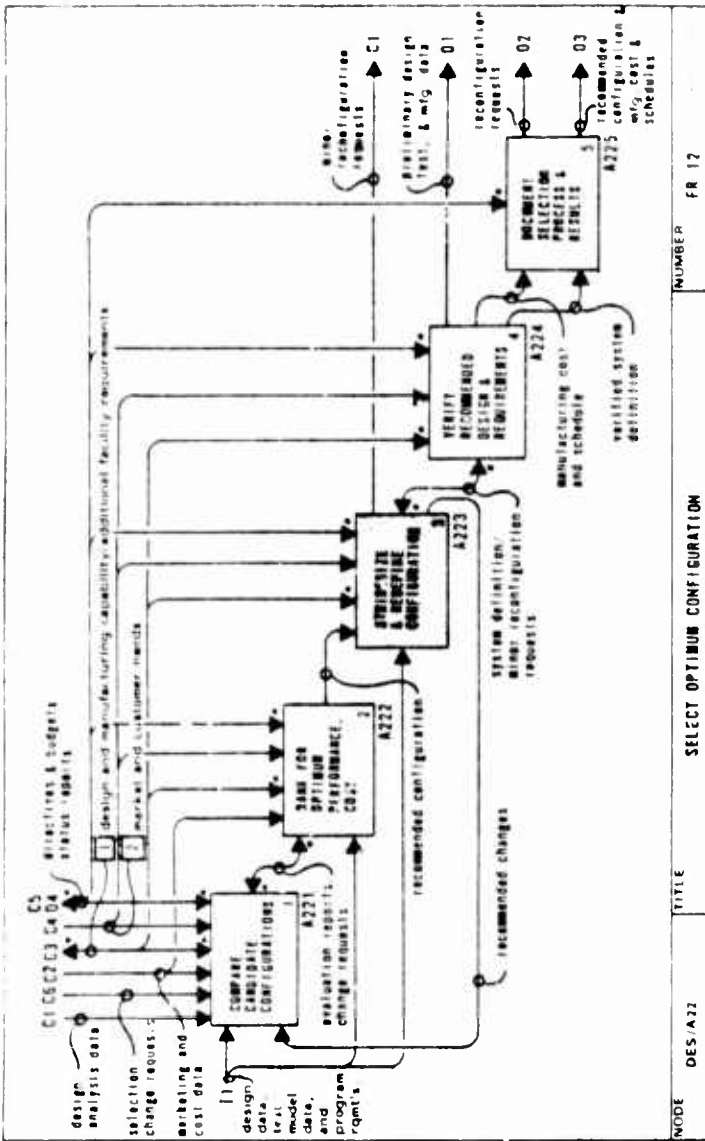 C5
C1 C6 C2 C3 C4 O4
directives & budgets
status reports
1 design and manufacturing capability/additional facility requirements
2 market and customer needs
design
analysis data
selection
change requests
marketing and
cost data
I1
design
data,
test
model
data,
and
program
rqmt's
COMPARE
CANDIDATE
CONFIGURATIONS
1
A221
evaluation reports
change requests
RANK FOR
OPTIMUM
PERFORMANCE,
COST
2
A222
recommended configuration
recommended changes
SYNOPSIZE
& REDEFINE
CONFIGURATION
3
A223
system definition/
minor reconfiguration
requests
VERIFY
RECOMMENDED
DESIGN &
REQUIREMENTS
4
A224
manufacturing cost
and schedule
verified system
definition
DOCUMENT
SELECTION
PROCESS &
RESULTS
5
A225
minor
reconfiguration
requests
C1
preliminary design
test, & mfg. data
O1
reconfiguration
requests
O2
O3
recommended
configuration &
mfg. cost &
schedules
NODE
DES/A22
TITLE
SELECT OPTIMUM CONFIGURATION
NUMBER
FR 12